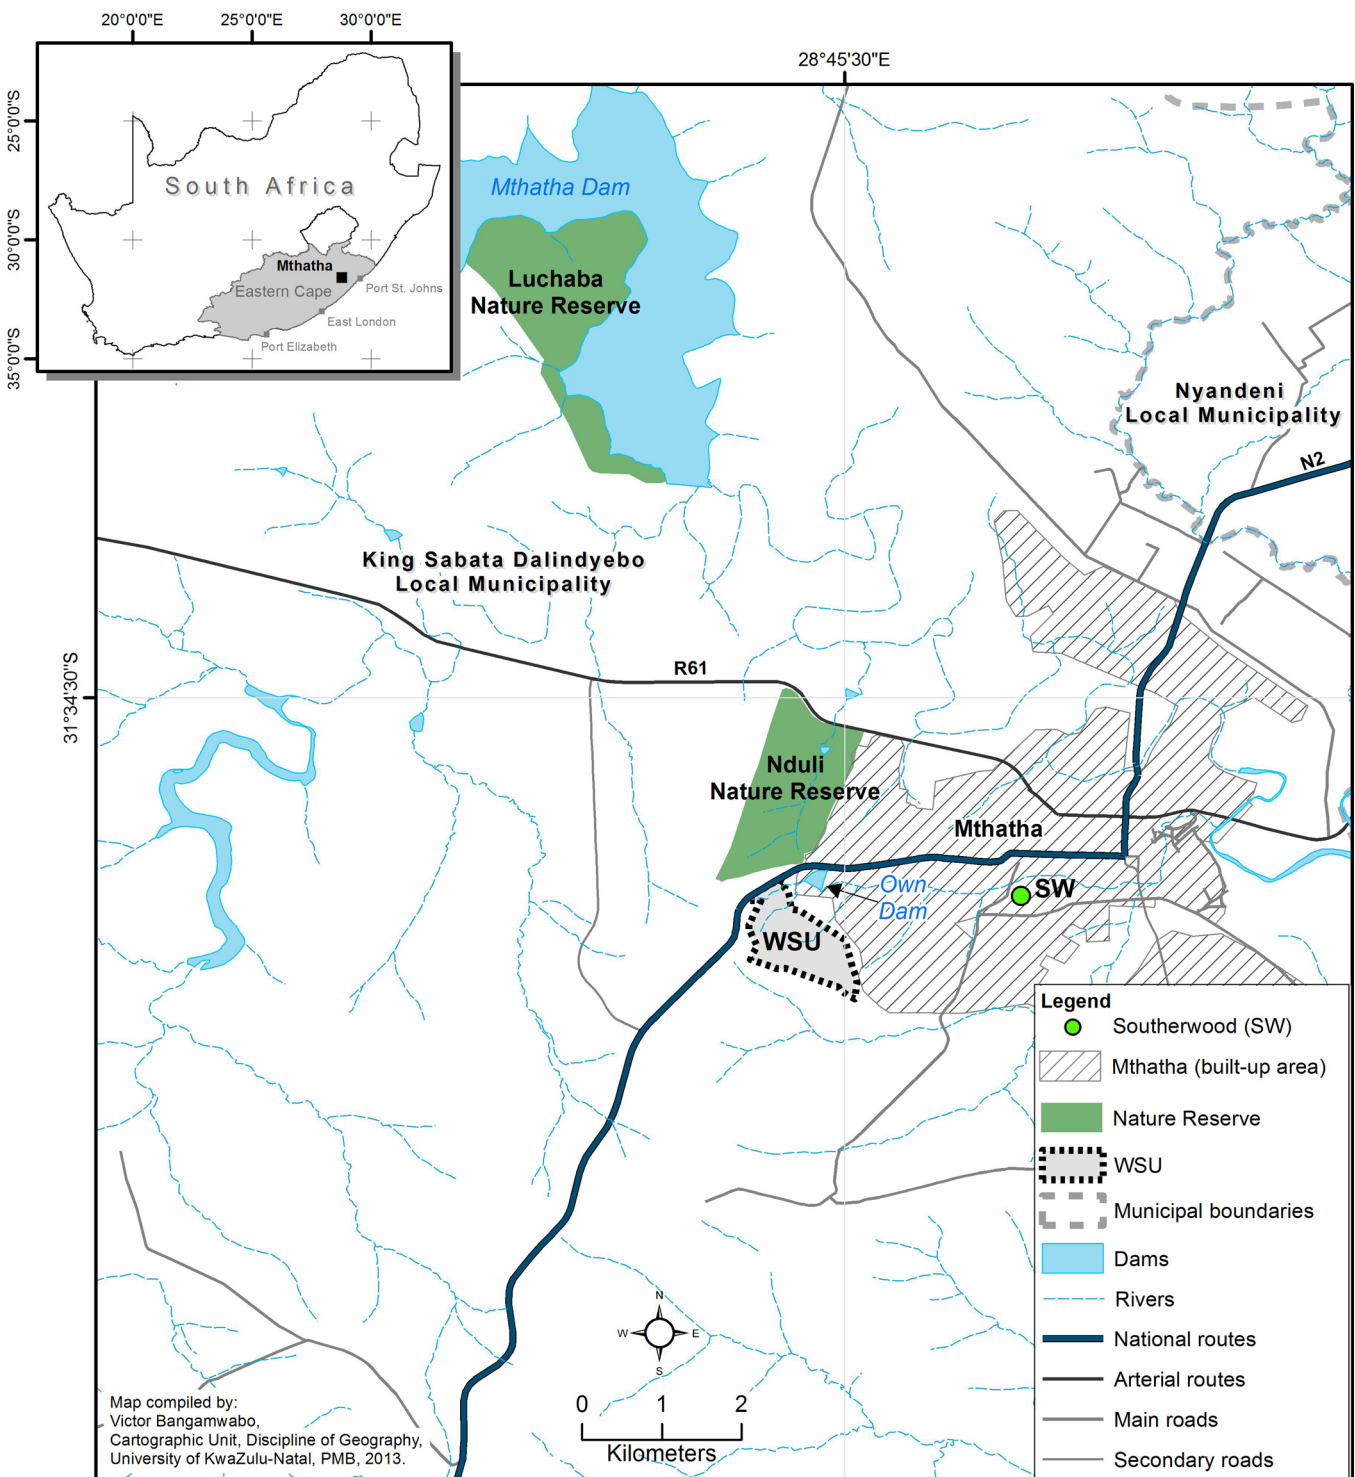 20°0'0"E
25°0'0"E
30°0'0"E
25°0'0"S
30°0'0"S
35°0'0"S
South Africa
Mthatha
Eastern Cape
Port St. Johns
East London
Port Elizabeth
28°45'30"E
Mthatha Dam
Luchaba
Nature Reserve
Nyandeni
Local Municipality
N2
King Sabata Dalindyebo
Local Municipality
R61
31°34'30"S
Nduli
Nature Reserve
Mthatha
Own
Dam
SW
WSU
Legend
Southerwood (SW)
Mthatha (built-up area)
Nature Reserve
WSU
Municipal boundaries
Dams
Rivers
National routes
Arterial routes
Main roads
Secondary roads
N
W
E
S
0
1
2
Kilometers
Map compiled by:
Victor Bangamwabo,
Cartographic Unit, Discipline of Geography,
University of KwaZulu-Natal, PMB, 2013.